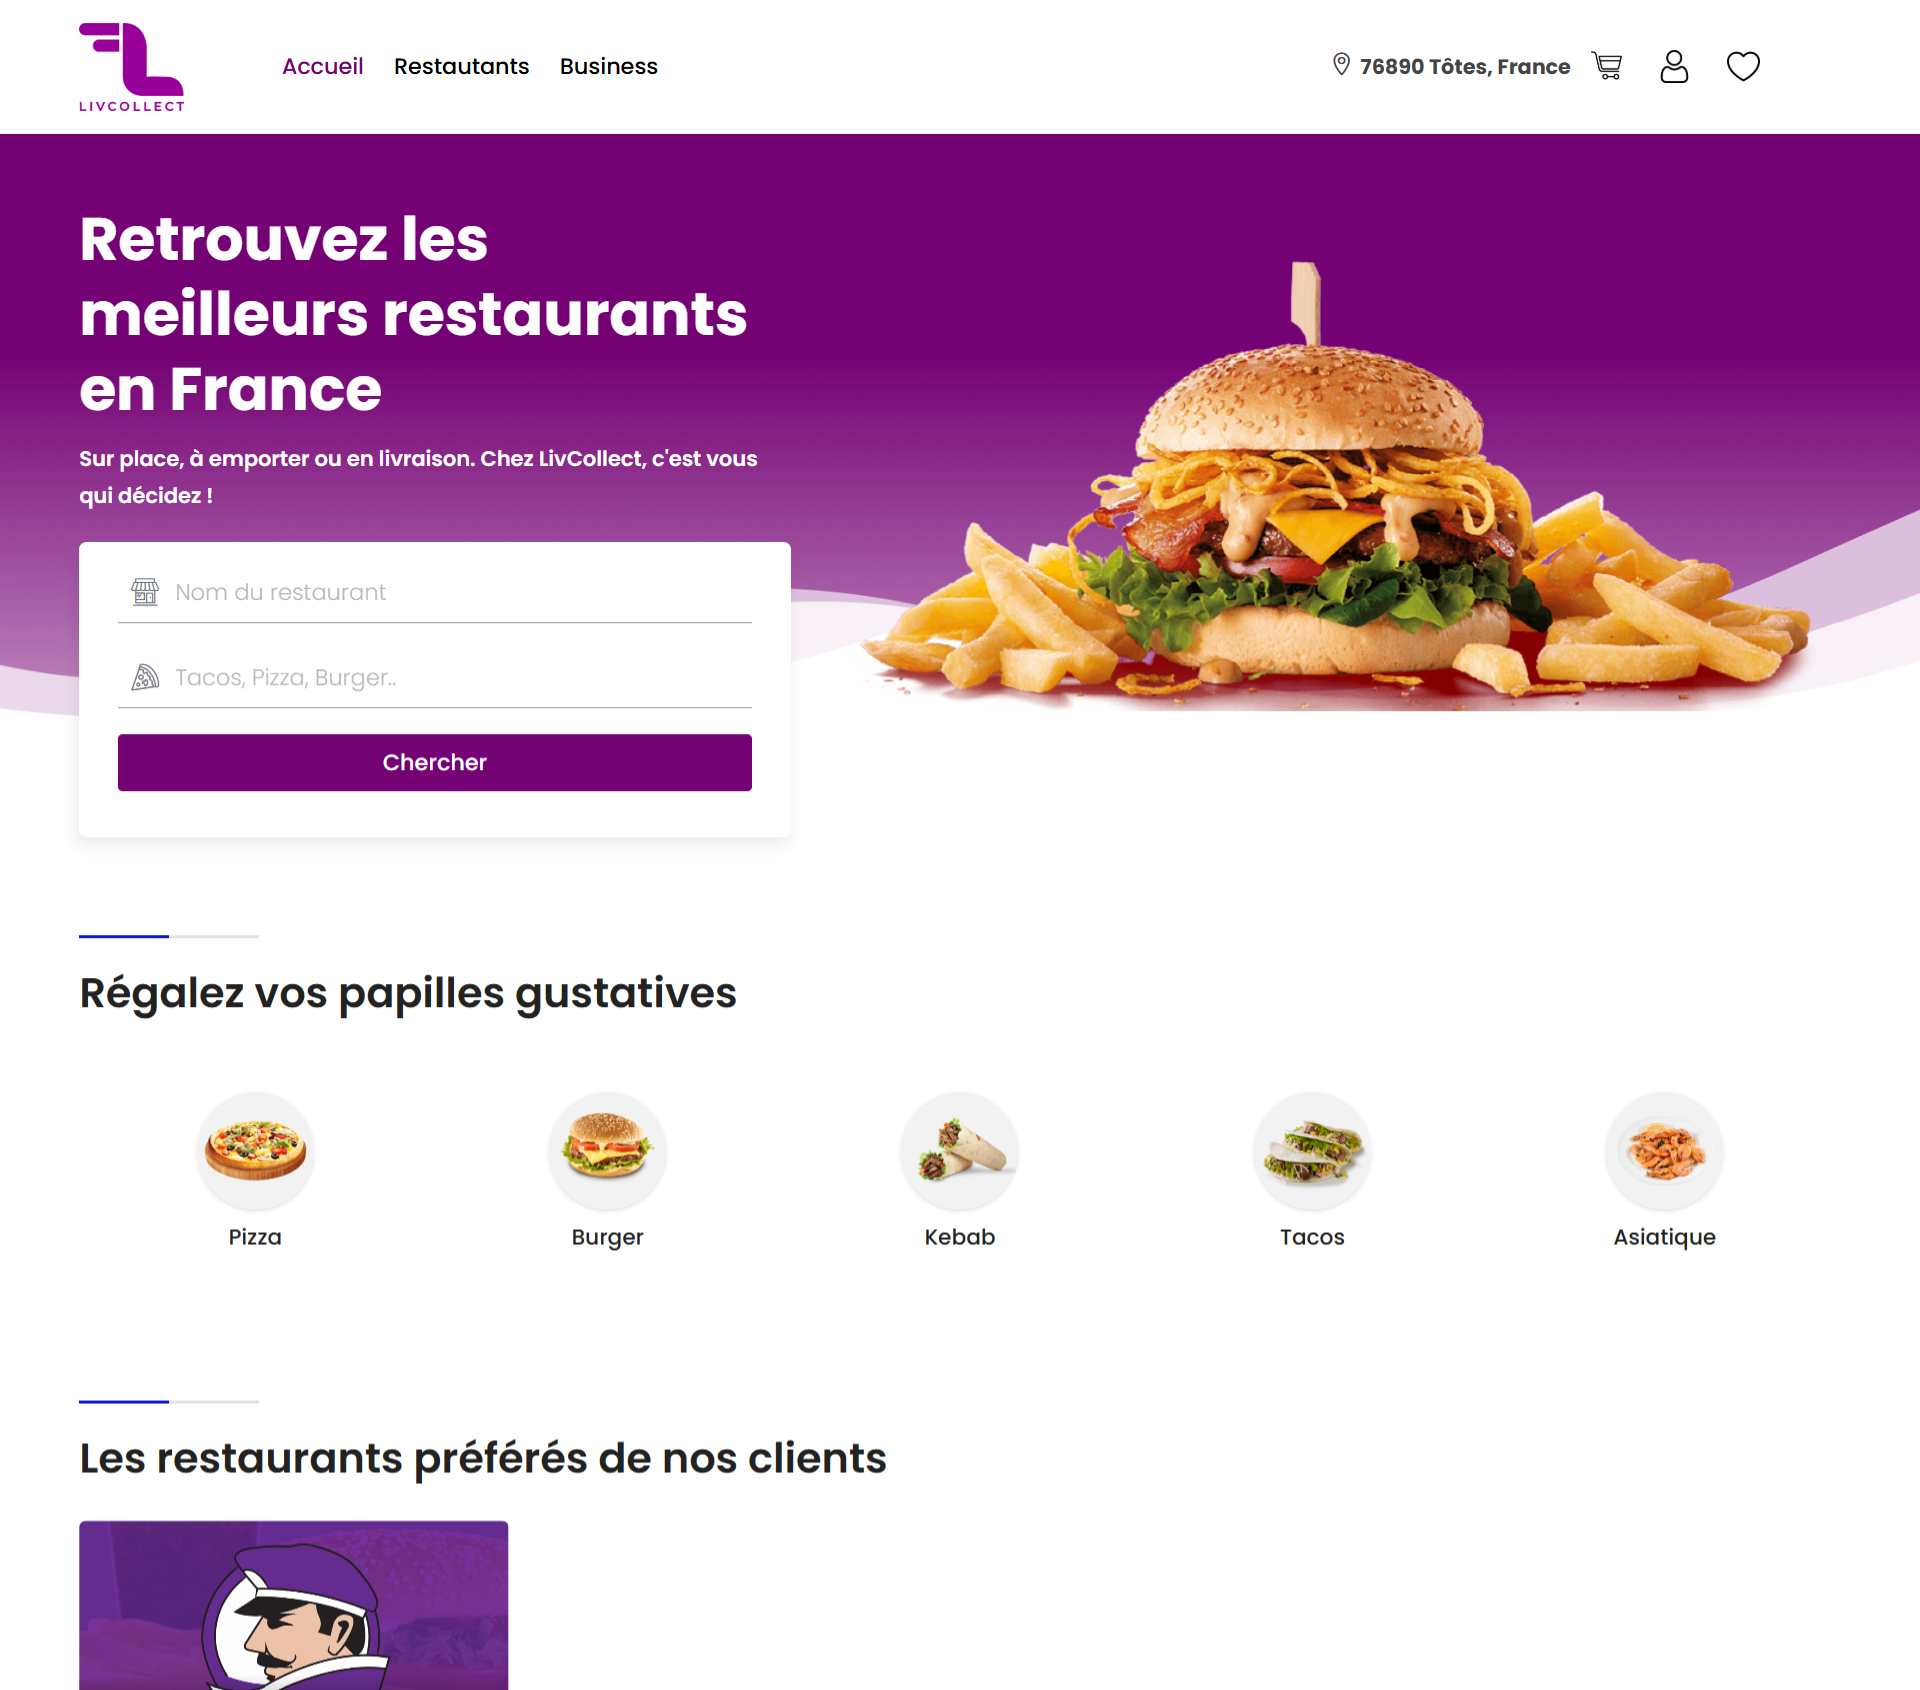 LIVCOLLECT
Accueil Restautants Business
76890 Tôtes, France
Retrouvez les
meilleurs restaurants
en France
Sur place, à emporter ou en livraison. Chez LivCollect, c'est vous
qui décidez !
Nom du restaurant
Tacos, Pizza, Burger..
Chercher
Régalez vos papilles gustatives
Pizza Burger Kebab Tacos Asiatique
Les restaurants préférés de nos clients